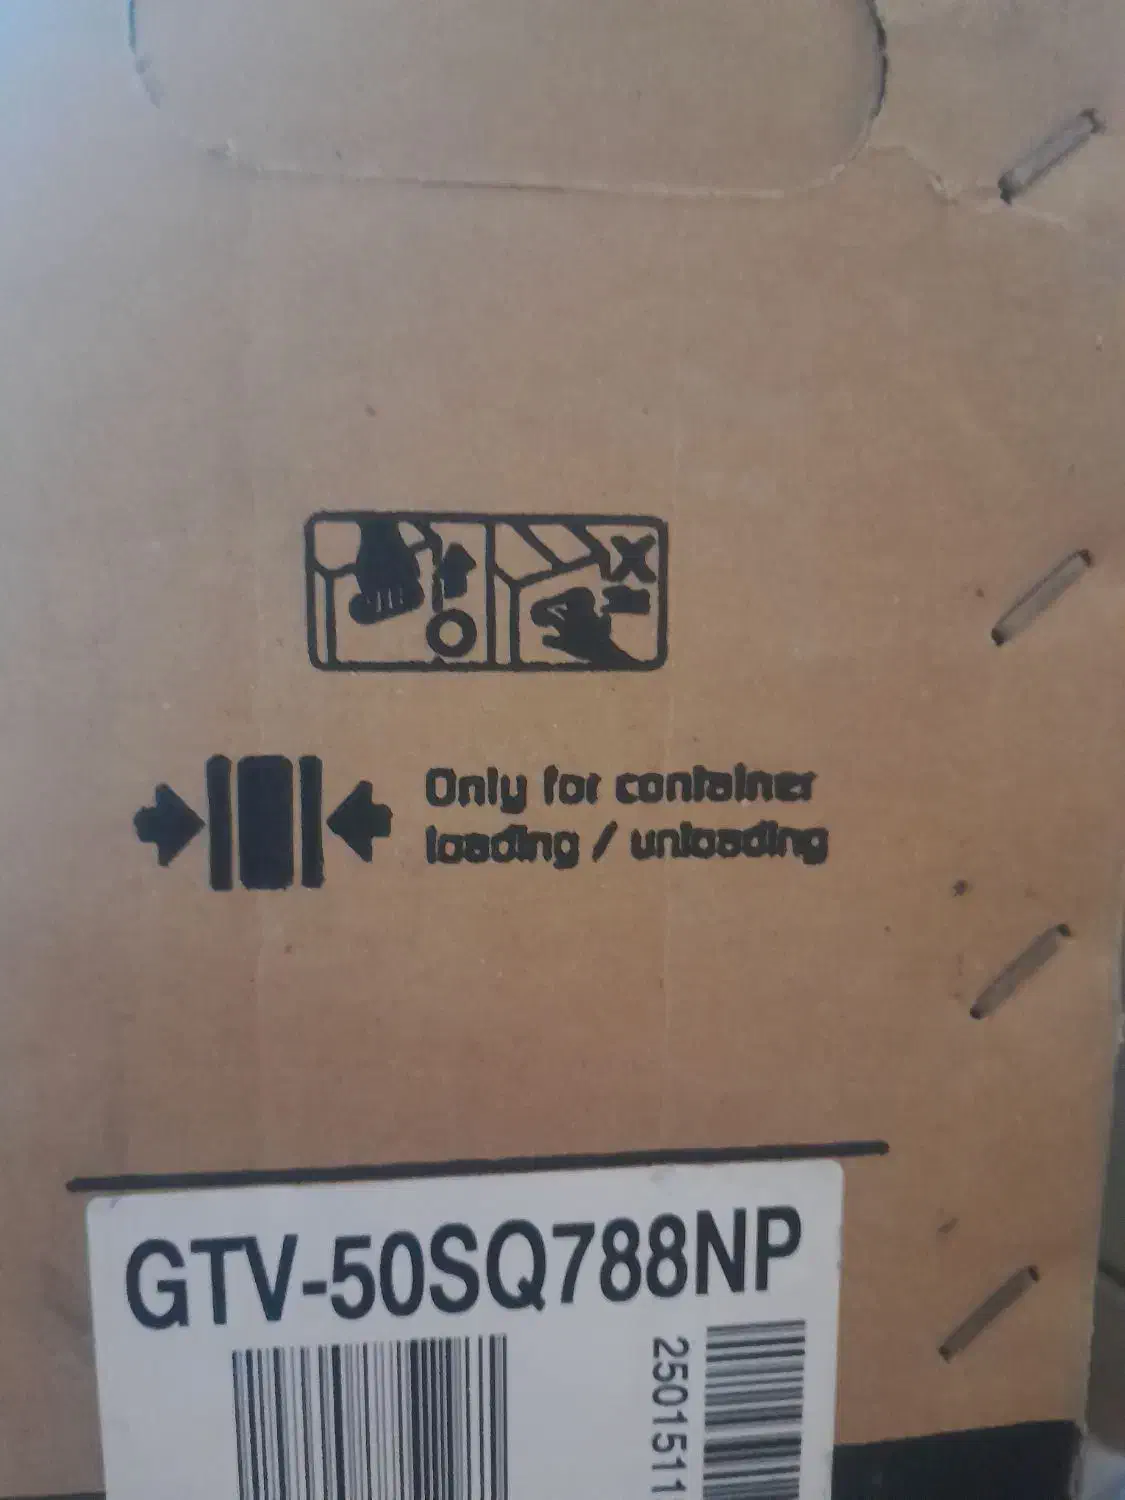 Only for container
loading / unloading
GTV-50SQ788NP
2501511